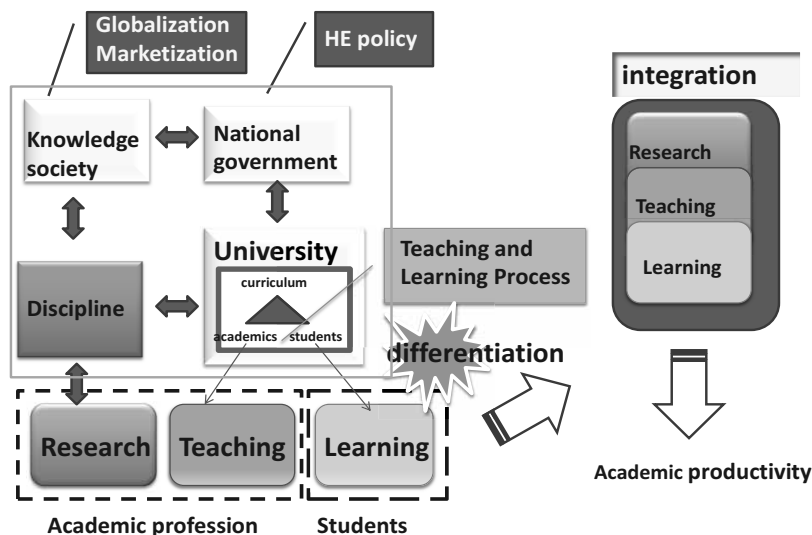 Globalization
Marketization
HE policy
integration
Knowledge
society
National
government
Research
Teaching
Learning
University
curriculum
academics
students
Teaching and
Learning Process
Discipline
differentiation
Research
Teaching
Learning
Academic productivity
Academic profession
Students